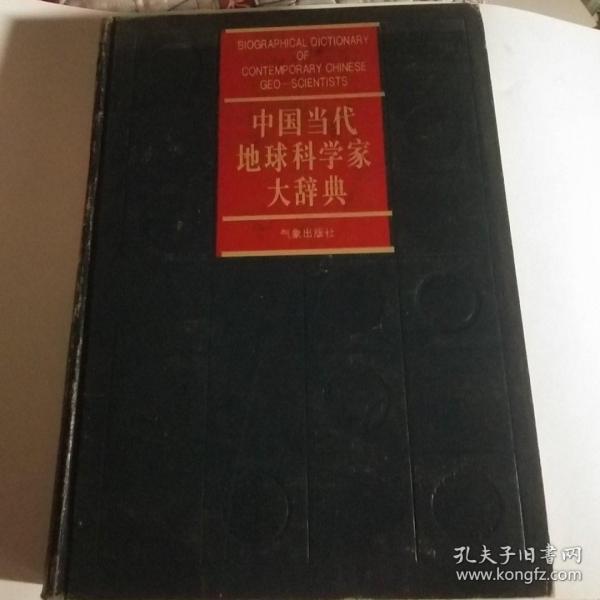 BIOGRAPHICAL DICTIONARY
OF
CONTEMPORARY CHINESE
GEO-SCIENTISTS
中国当代
地球科学家
大辞典
气象出版社
孔夫子旧书网
www.kongfz.com